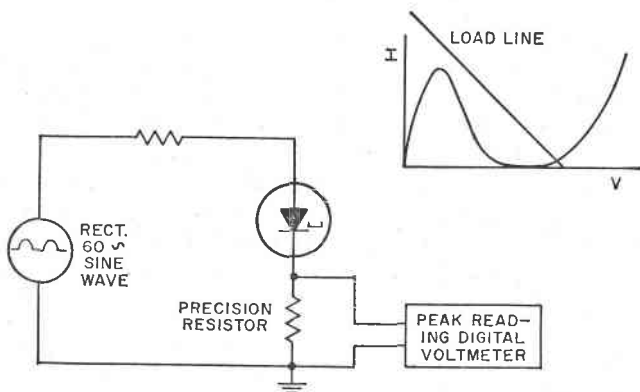 LOAD LINE
I
V
RECT.
60 ∿
SINE
WAVE
PRECISION
RESISTOR
PEAK READ-
ING DIGITAL
VOLTMETER